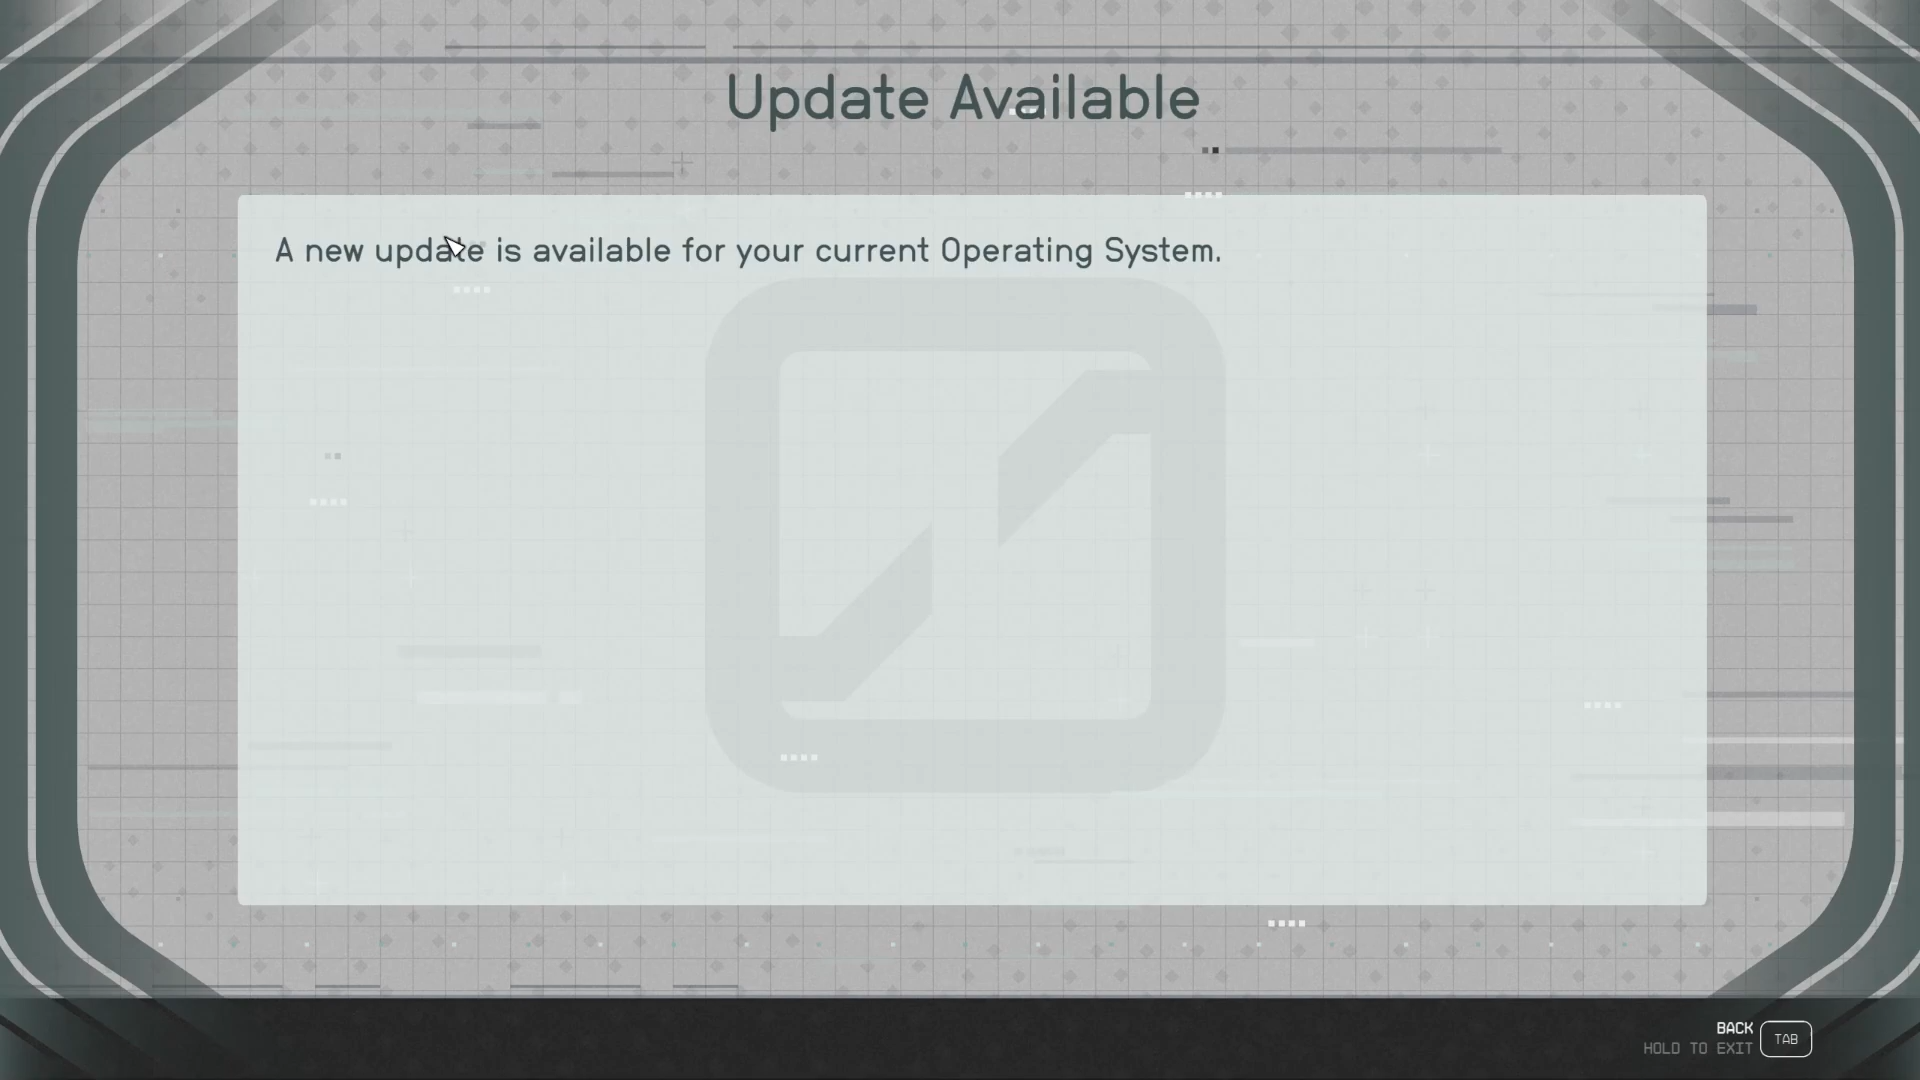 Update Available
A new update is available for your current Operating System.
BACK
HOLD TO EXIT
TAB